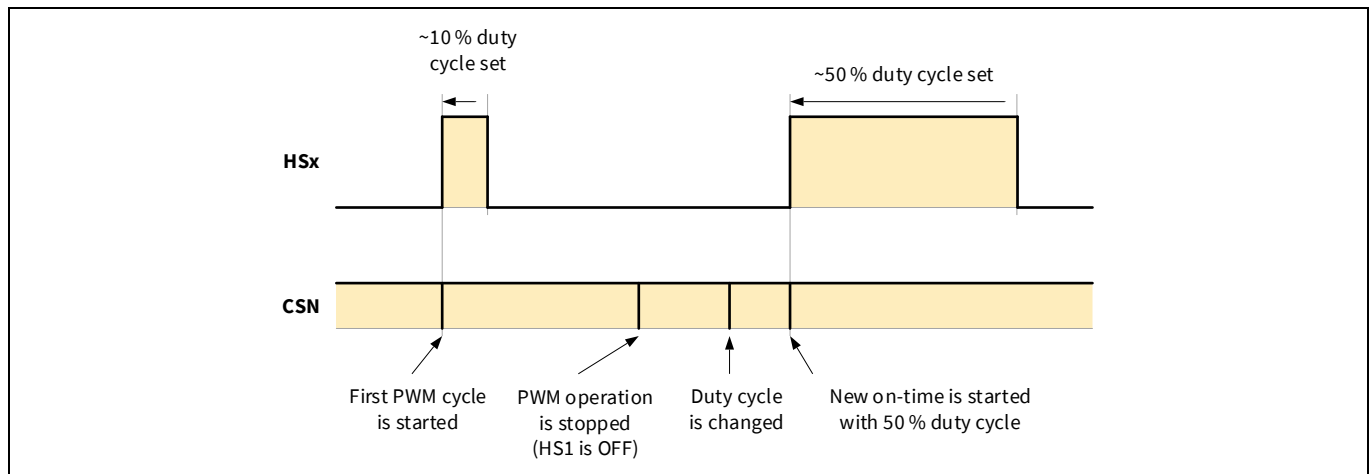 ~10 % duty
cycle set
~50 % duty cycle set
HSx
CSN
First PWM cycle
is started
PWM operation
is stopped
(HS1 is OFF)
Duty cycle
is changed
New on-time is started
with 50 % duty cycle